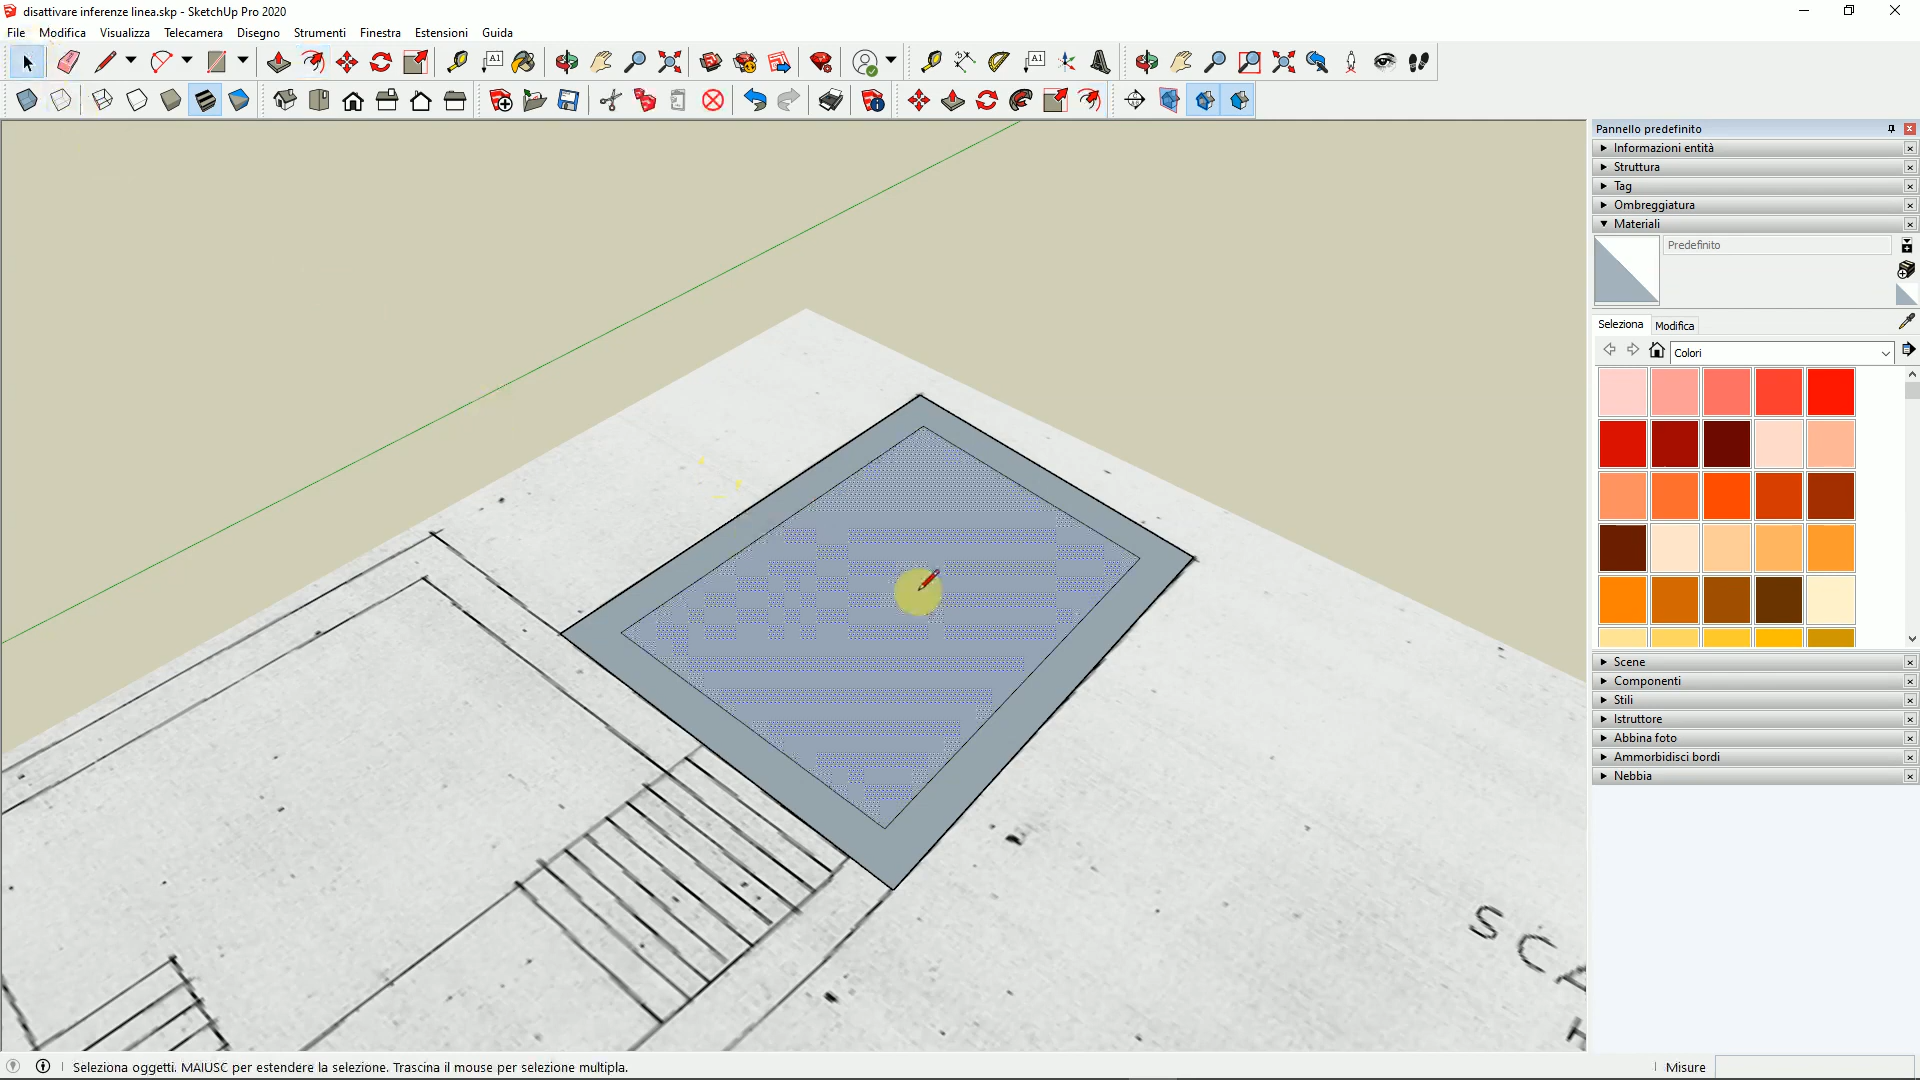 disattivare inferenze linea.skp - SketchUp Pro 2020
File Modifica Visualizza Telecamera Disegno Strumenti Finestra Estensioni Guida
A1
A1
Pannello predefinito
Informazioni entità
Struttura
Tag
Ombreggiatura
Materiali
Predefinito
Seleziona Modifica
Colori
Scene
Componenti
Stili
Istruttore
Abbina foto
Ammorbidisci bordi
Nebbia
Seleziona oggetti. MAIUSC per estendere la selezione. Trascina il mouse per selezione multipla.
Misure